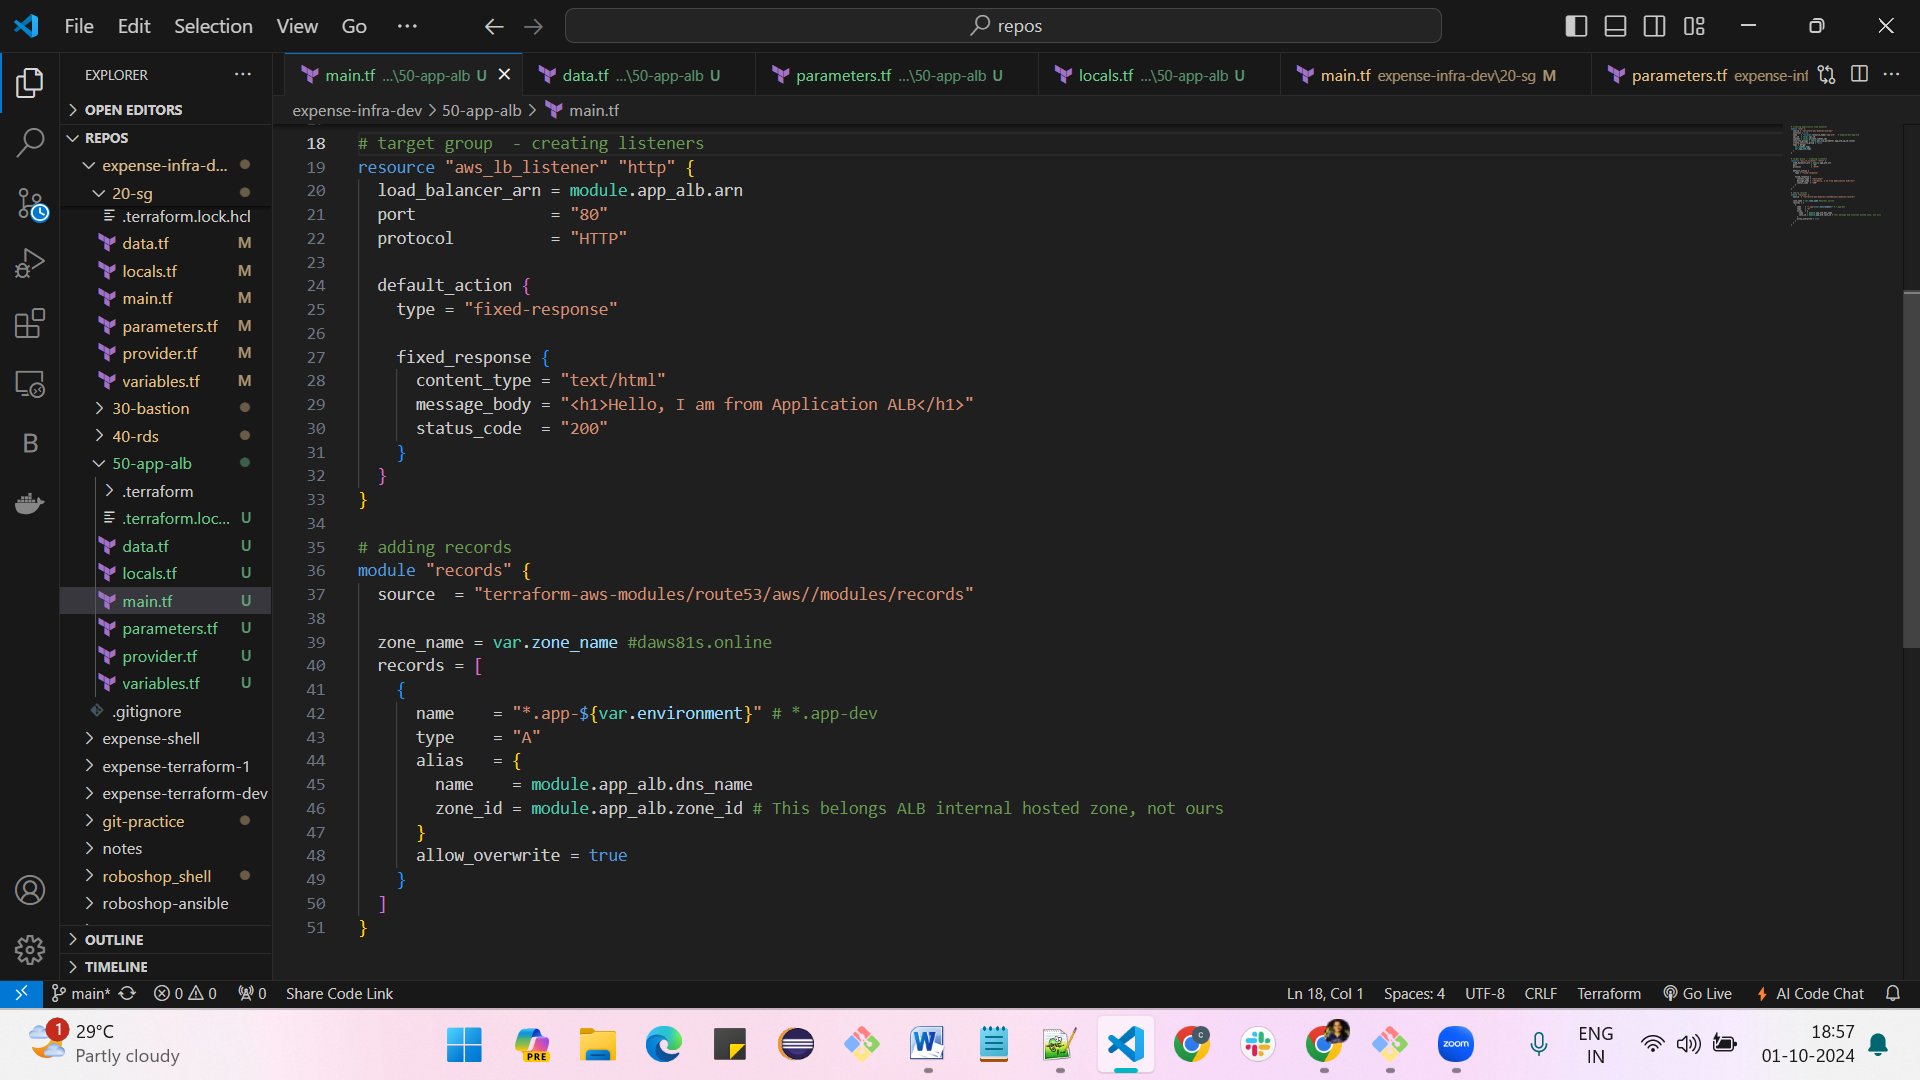 File Edit Selection View Go ··· repos
EXPLORER ···
main.tf ...\50-app-alb U
data.tf ...\50-app-alb U
parameters.tf ...\50-app-alb U
locals.tf ...\50-app-alb U
main.tf expense-infra-dev\20-sg M
parameters.tf expense-inf
···
expense-infra-dev > 50-app-alb > main.tf
OPEN EDITORS
REPOS
expense-infra-d...
20-sg
.terraform.lock.hcl
data.tf M
locals.tf M
main.tf M
parameters.tf M
provider.tf M
variables.tf M
30-bastion
40-rds
50-app-alb
.terraform
.terraform.loc... U
data.tf U
locals.tf U
main.tf U
parameters.tf U
provider.tf U
variables.tf U
.gitignore
expense-shell
expense-terraform-1
expense-terraform-dev
git-practice
notes
roboshop_shell
roboshop-ansible
OUTLINE
TIMELINE
18 # target group  - creating listeners
19 resource "aws_lb_listener" "http" {
20   load_balancer_arn = module.app_alb.arn
21   port              = "80"
22   protocol          = "HTTP"
23
24   default_action {
25     type = "fixed-response"
26
27     fixed_response {
28       content_type = "text/html"
29       message_body = "<h1>Hello, I am from Application ALB</h1>"
30       status_code  = "200"
31     }
32   }
33 }
34
35 # adding records
36 module "records" {
37   source  = "terraform-aws-modules/route53/aws//modules/records"
38
39   zone_name = var.zone_name #daws81s.online
40   records = [
41     {
42       name    = "*.app-${var.environment}" # *.app-dev
43       type    = "A"
44       alias   = {
45         name    = module.app_alb.dns_name
46         zone_id = module.app_alb.zone_id # This belongs ALB internal hosted zone, not ours
47       }
48       allow_overwrite = true
49     }
50   ]
51 }
main* 0 0 0 Share Code Link Ln 18, Col 1 Spaces: 4 UTF-8 CRLF Terraform Go Live AI Code Chat
1 29°C
Partly cloudy
PRE
W
c
zoom
ENG
IN
18:57
01-10-2024